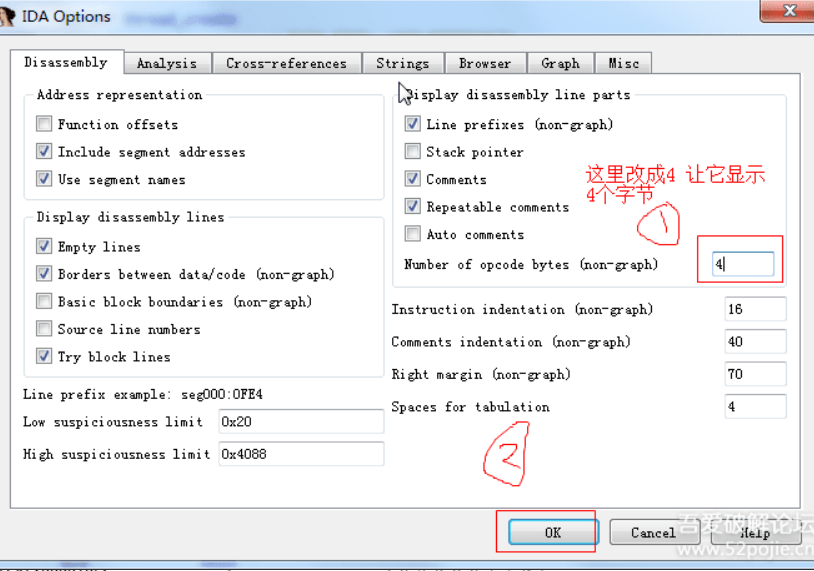 IDA Options
Disassembly Analysis Cross-references Strings Browser Graph Misc
Address representation
Function offsets
Include segment addresses
Use segment names
Display disassembly lines
Empty lines
Borders between data/code (non-graph)
Basic block boundaries (non-graph)
Source line numbers
Try block lines
Line prefix example: seg000:0FE4
Low suspiciousness limit 0x20
High suspiciousness limit 0x4088
Display disassembly line parts
Line prefixes (non-graph)
Stack pointer
Comments
Repeatable comments
Auto comments
这里改成4 让它显示
4个字节
1
Number of opcode bytes (non-graph) 4
Instruction indentation (non-graph) 16
Comments indentation (non-graph) 40
Right margin (non-graph) 70
Spaces for tabulation 4
2
OK Cancel Help
吾爱破解论坛
www.52pojie.cn